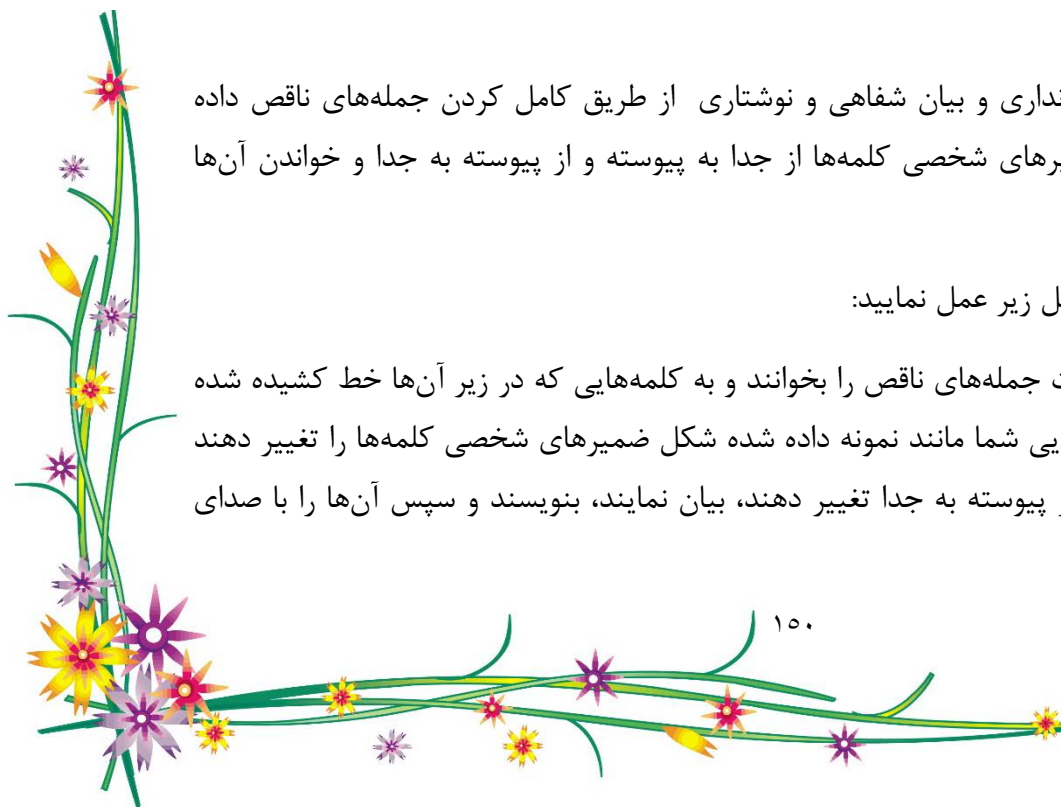 نداری و بیان شفاهی و نوشتاری از طریق کامل کردن جمله‌های ناقص داده
یرهای شخصی کلمه‌ها از جدا به پیوسته و از پیوسته به جدا و خواندن آن‌ها
ل زیر عمل نمایید:
جمله‌های ناقص را بخوانند و به کلمه‌هایی که در زیر آن‌ها خط کشیده شده
یی شما مانند نمونه داده شده شکل ضمیرهای شخصی کلمه‌ها را تغییر دهند
پیوسته به جدا تغییر دهند، بیان نمایند، بنویسند و سپس آن‌ها را با صدای
۱۵۰